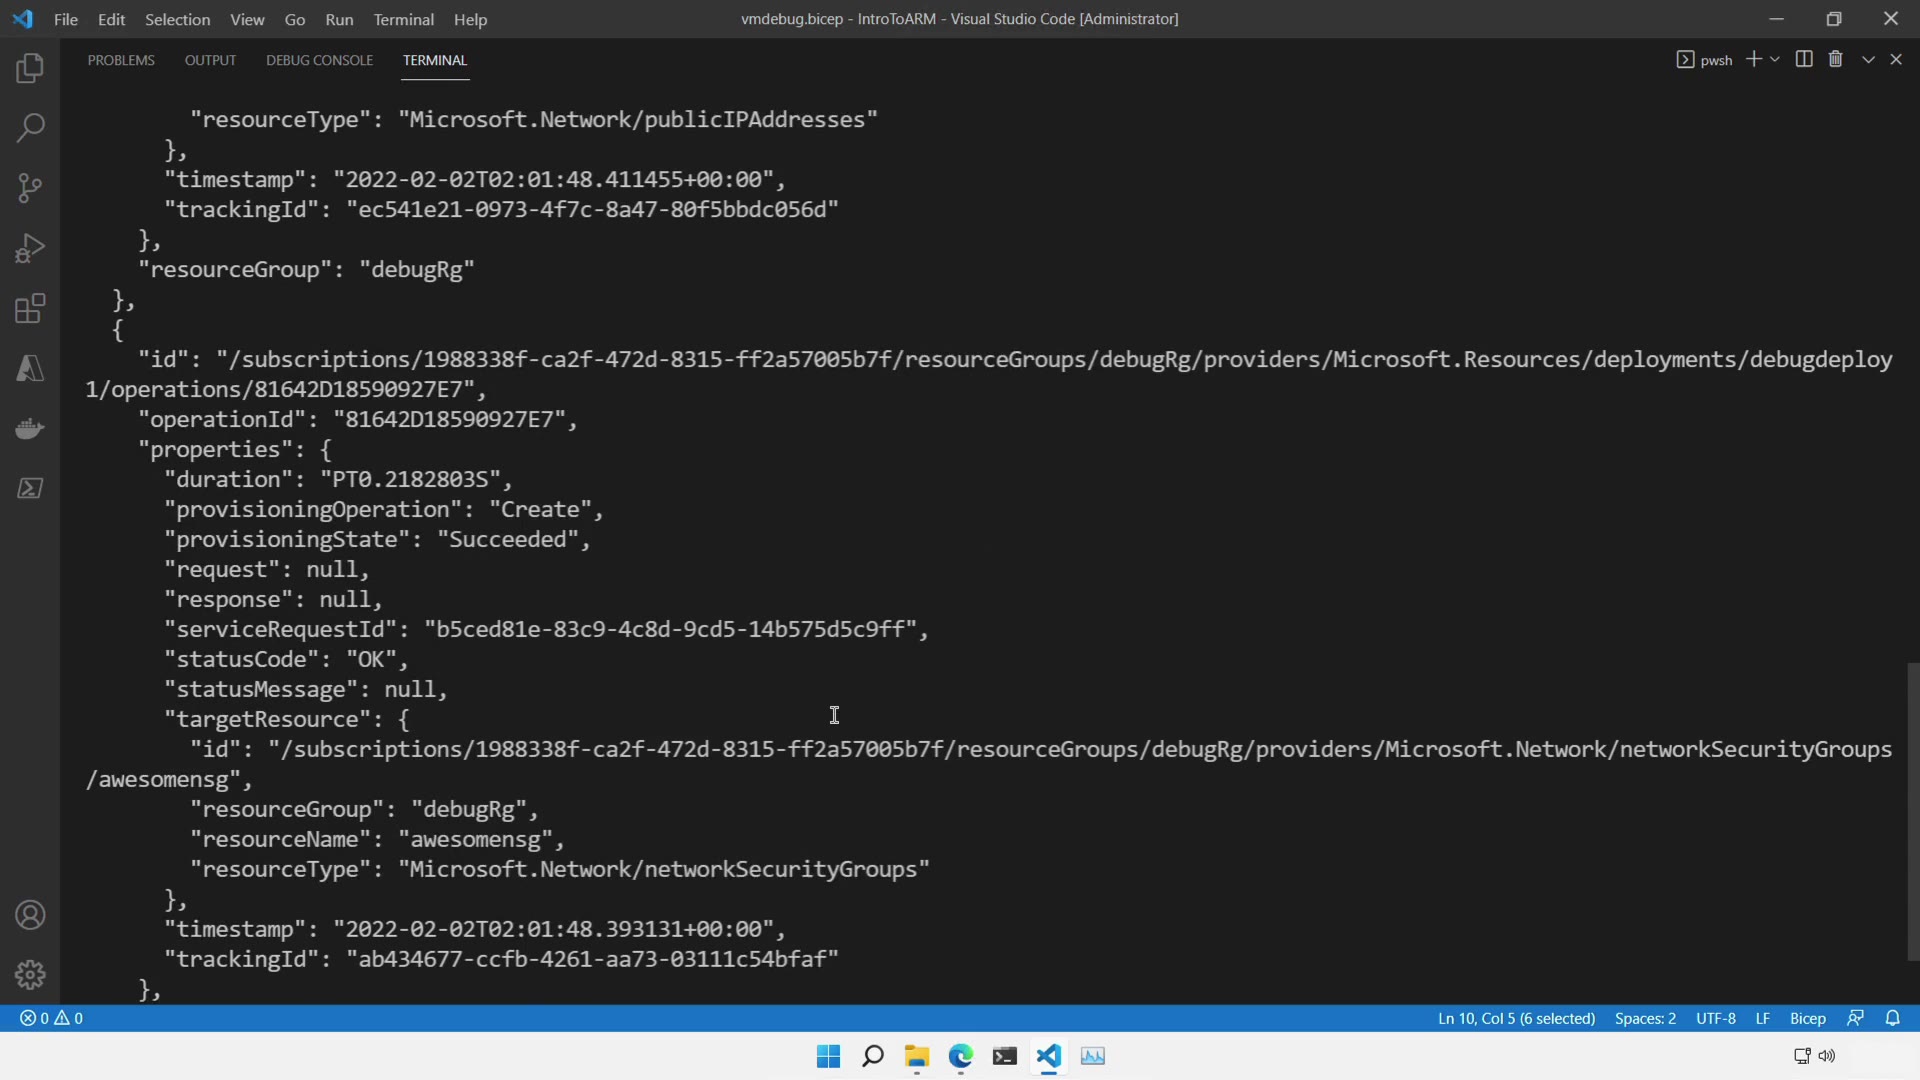 File Edit Selection View Go Run Terminal Help
vmdebug.bicep - IntroToARM - Visual Studio Code [Administrator]
PROBLEMS OUTPUT DEBUG CONSOLE TERMINAL
pwsh
"resourceType": "Microsoft.Network/publicIPAddresses"
},
"timestamp": "2022-02-02T02:01:48.411455+00:00",
"trackingId": "ec541e21-0973-4f7c-8a47-80f5bbdc056d"
},
"resourceGroup": "debugRg"
},
{
"id": "/subscriptions/1988338f-ca2f-472d-8315-ff2a57005b7f/resourceGroups/debugRg/providers/Microsoft.Resources/deployments/debugdeploy
1/operations/81642D18590927E7",
"operationId": "81642D18590927E7",
"properties": {
"duration": "PT0.2182803S",
"provisioningOperation": "Create",
"provisioningState": "Succeeded",
"request": null,
"response": null,
"serviceRequestId": "b5ced81e-83c9-4c8d-9cd5-14b575d5c9ff",
"statusCode": "OK",
"statusMessage": null,
"targetResource": {
"id": "/subscriptions/1988338f-ca2f-472d-8315-ff2a57005b7f/resourceGroups/debugRg/providers/Microsoft.Network/networkSecurityGroups
/awesomensg",
"resourceGroup": "debugRg",
"resourceName": "awesomensg",
"resourceType": "Microsoft.Network/networkSecurityGroups"
},
"timestamp": "2022-02-02T02:01:48.393131+00:00",
"trackingId": "ab434677-ccfb-4261-aa73-03111c54bfaf"
},
0 0 Ln 10, Col 5 (6 selected) Spaces: 2 UTF-8 LF Bicep